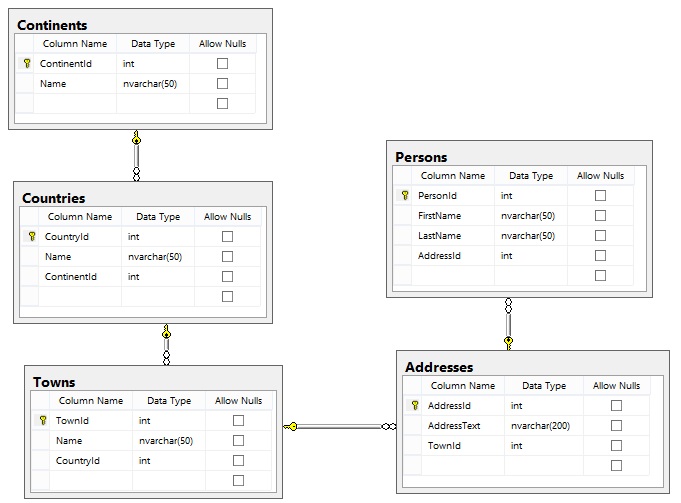 Continents
Column Name Data Type Allow Nulls
ContinentId int
Name nvarchar(50)
Countries
Column Name Data Type Allow Nulls
CountryId int
Name nvarchar(50)
ContinentId int
Towns
Column Name Data Type Allow Nulls
TownId int
Name nvarchar(50)
CountryId int
Persons
Column Name Data Type Allow Nulls
PersonId int
FirstName nvarchar(50)
LastName nvarchar(50)
AddressId int
Addresses
Column Name Data Type Allow Nulls
AddressId int
AddressText nvarchar(200)
TownId int